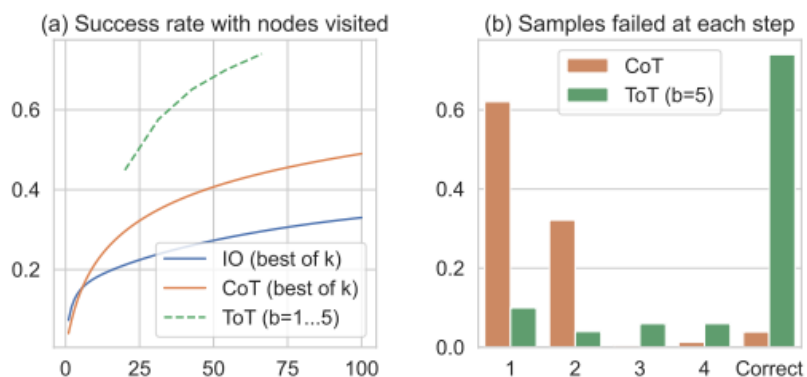 (a) Success rate with nodes visited
0.6
0.4
0.2
IO (best of k)
CoT (best of k)
ToT (b=1...5)
0 25 50 75 100
(b) Samples failed at each step
CoT
ToT (b=5)
0.6
0.4
0.2
0.0
1 2 3 4 Correct